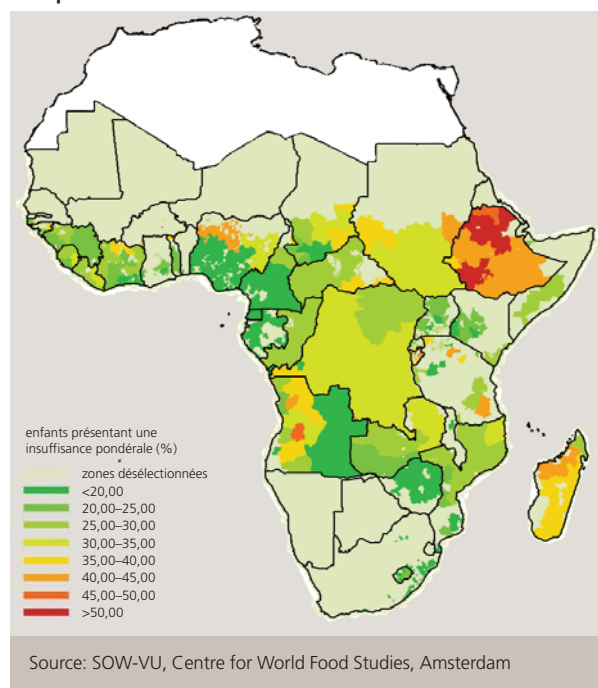 enfants présentant une
insuffisance pondérale (%)
zones désélectionnées
<20,00
20,00–25,00
25,00–30,00
30,00–35,00
35,00–40,00
40,00–45,00
45,00–50,00
>50,00
Source: SOW-VU, Centre for World Food Studies, Amsterdam